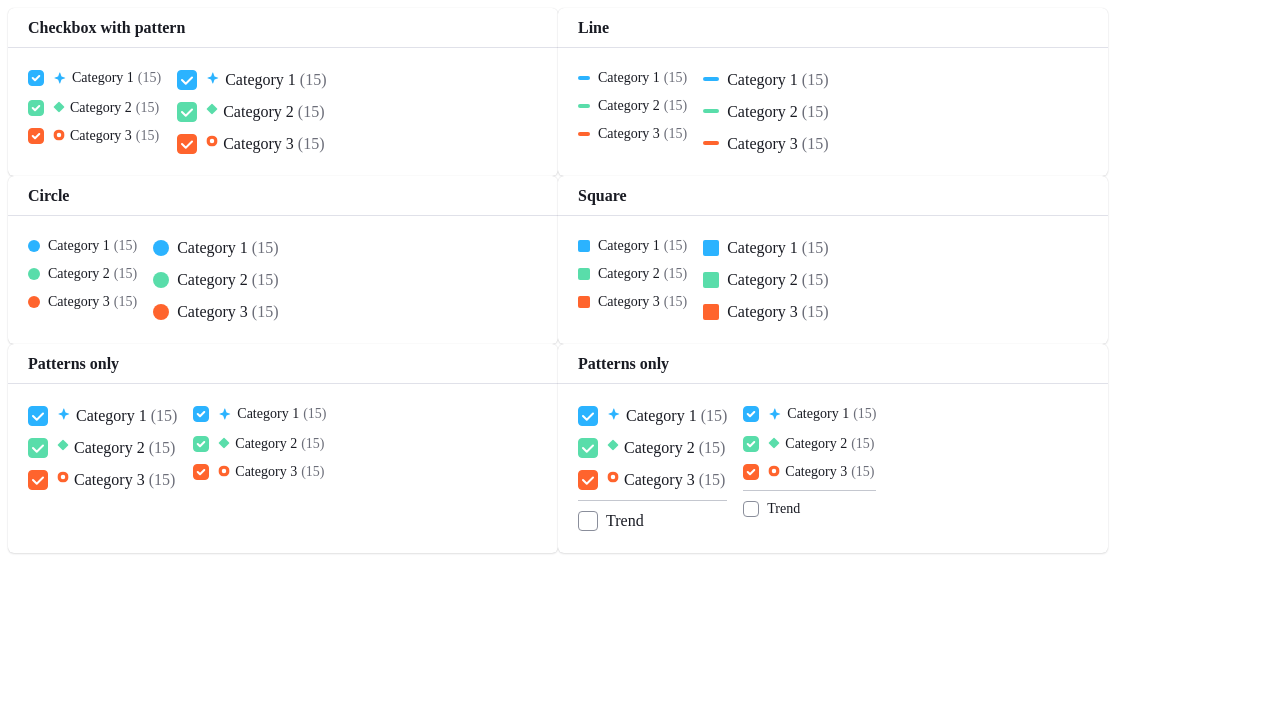 Checkbox with pattern
Category 1 (15)
Category 2 (15)
Category 3 (15)
Category 1 (15)
Category 2 (15)
Category 3 (15)
Line
Category 1 (15)
Category 2 (15)
Category 3 (15)
Category 1 (15)
Category 2 (15)
Category 3 (15)
Circle
Category 1 (15)
Category 2 (15)
Category 3 (15)
Category 1 (15)
Category 2 (15)
Category 3 (15)
Square
Category 1 (15)
Category 2 (15)
Category 3 (15)
Category 1 (15)
Category 2 (15)
Category 3 (15)
Patterns only
Category 1 (15)
Category 2 (15)
Category 3 (15)
Category 1 (15)
Category 2 (15)
Category 3 (15)
Patterns only
Category 1 (15)
Category 2 (15)
Category 3 (15)
Trend
Category 1 (15)
Category 2 (15)
Category 3 (15)
Trend